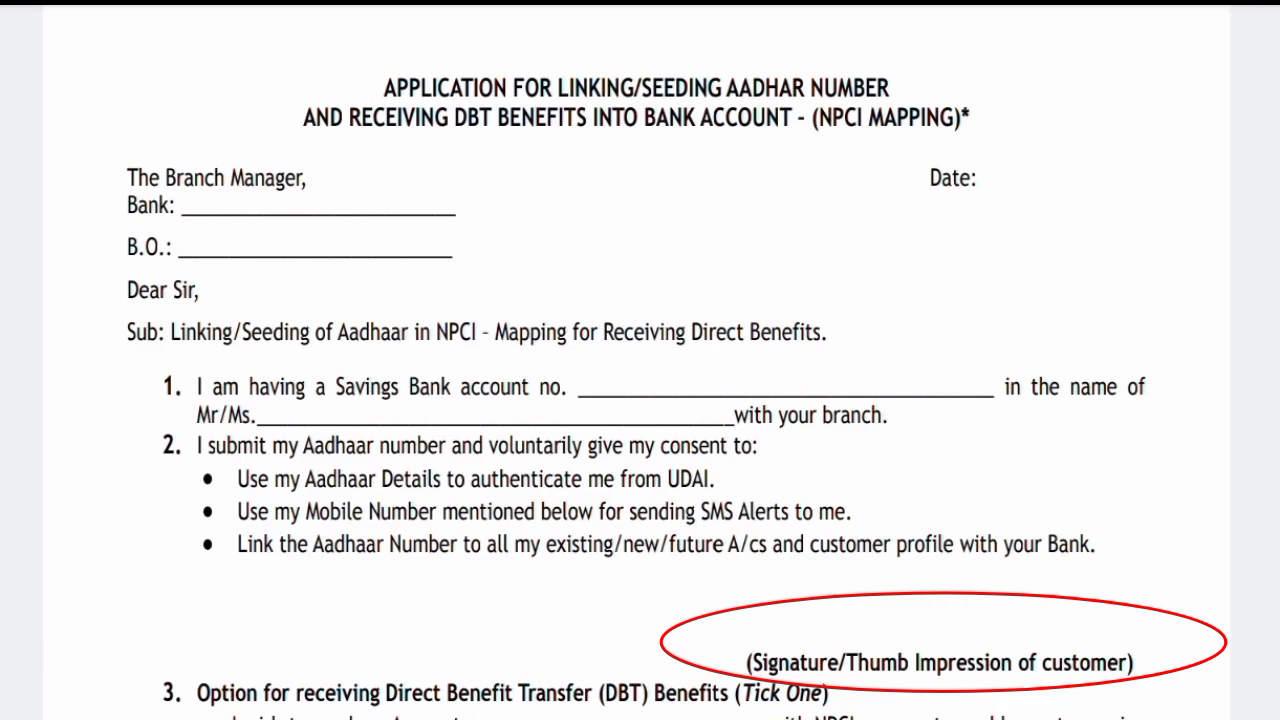 APPLICATION FOR LINKING/SEEDING AADHAR NUMBER
AND RECEIVING DBT BENEFITS INTO BANK ACCOUNT - (NPCI MAPPING)*
The Branch Manager, Date:
Bank: ___________________________
B.O.: ___________________________
Dear Sir,
Sub: Linking/Seeding of Aadhaar in NPCI - Mapping for Receiving Direct Benefits.
1. I am having a Savings Bank account no. _________________________________________ in the name of
Mr/Ms._______________________________________________with your branch.
2. I submit my Aadhaar number and voluntarily give my consent to:
• Use my Aadhaar Details to authenticate me from UDAI.
• Use my Mobile Number mentioned below for sending SMS Alerts to me.
• Link the Aadhaar Number to all my existing/new/future A/cs and customer profile with your Bank.
(Signature/Thumb Impression of customer)
3. Option for receiving Direct Benefit Transfer (DBT) Benefits (Tick One)